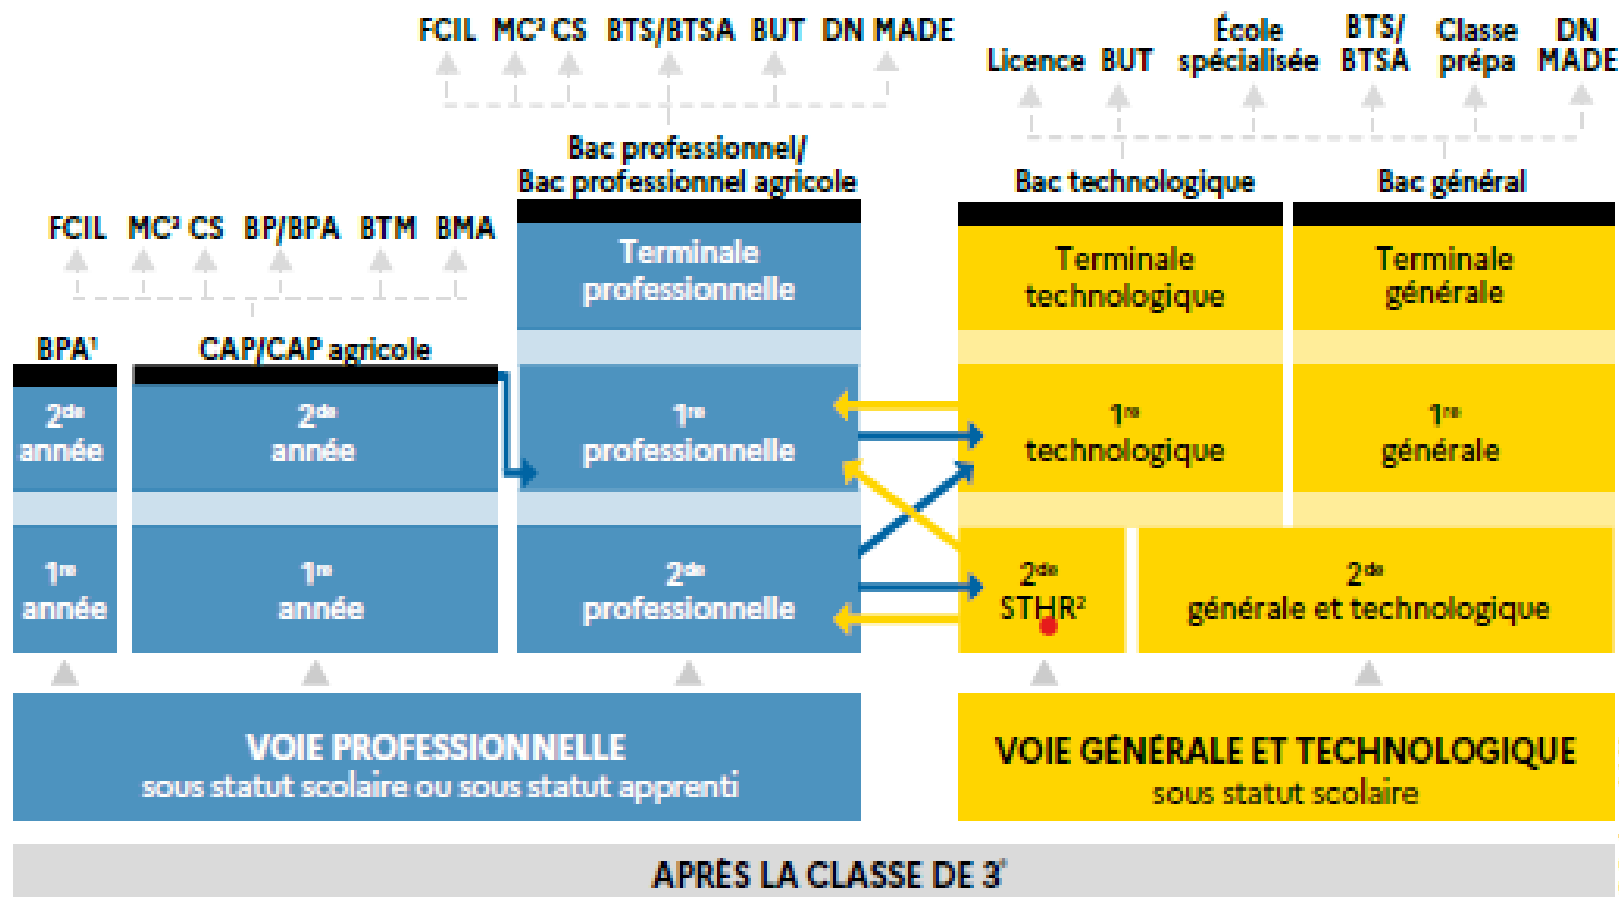 FCIL MC³ CS BTS/BTSA BUT DN MADE
Licence BUT École spécialisée BTS/BTSA Classe prépa DN MADE
Bac professionnel/
Bac professionnel agricole
Bac technologique
Bac général
FCIL MC³ CS BP/BPA BTM BMA
Terminale
professionnelle
Terminale
technologique
Terminale
générale
BPA¹
CAP/CAP agricole
2de
année
2de
année
1re
professionnelle
1re
technologique
1re
générale
1re
année
1re
année
2de
professionnelle
2de
STHR²
2de
générale et technologique
VOIE PROFESSIONNELLE
sous statut scolaire ou sous statut apprenti
VOIE GÉNÉRALE ET TECHNOLOGIQUE
sous statut scolaire
APRÈS LA CLASSE DE 3e